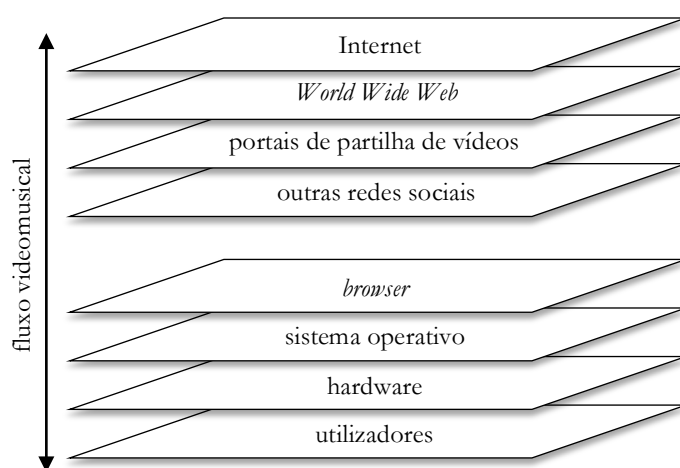 Internet
World Wide Web
portais de partilha de vídeos
outras redes sociais
browser
sistema operativo
hardware
utilizadores
fluxo videomusical